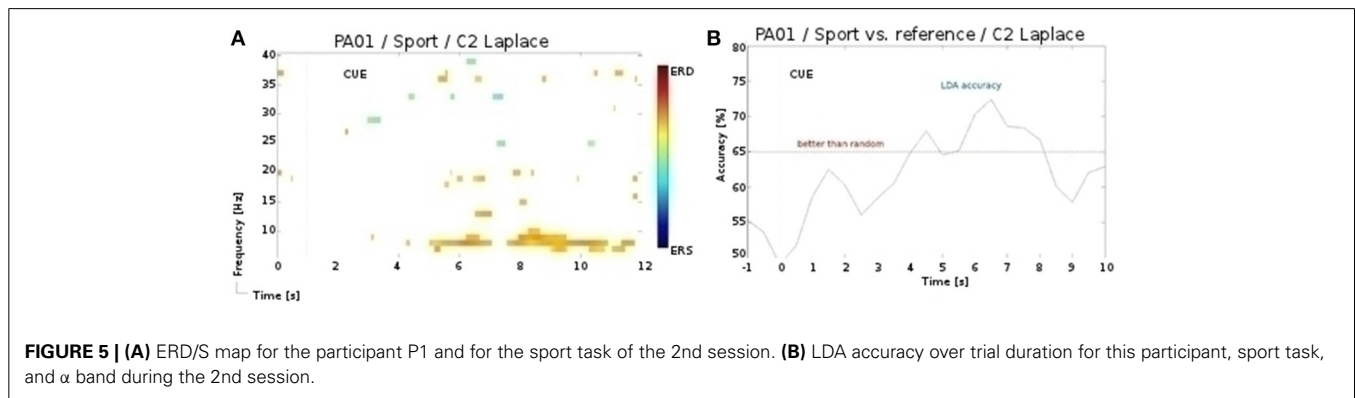 A
PA01 / Sport / C2 Laplace
CUE
40
35
30
25
20
15
10
Frequency [Hz]
0 2 4 6 8 10 12
Time [s]
ERD
ERS
B
PA01 / Sport vs. reference / C2 Laplace
CUE
LDA accuracy
better than random
80
75
70
65
60
55
50
Accuracy [%]
-1 0 1 2 3 4 5 6 7 8 9 10
Time [s]
FIGURE 5 | (A) ERD/S map for the participant P1 and for the sport task of the 2nd session. (B) LDA accuracy over trial duration for this participant, sport task,
and α band during the 2nd session.